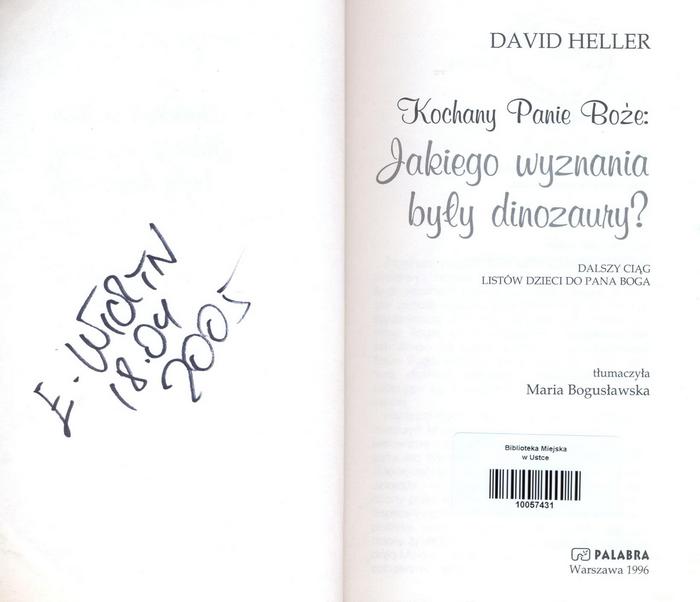 E. WIORIN
18.04
2005
DAVID HELLER
Kochany Panie Boże:
Jakiego wyznania
były dinozaury?
DALSZY CIĄG
LISTÓW DZIECI DO PANA BOGA
tłumaczyła
Maria Bogusławska
Biblioteka Miejska
w Ustce
10057431
PALABRA
Warszawa 1996